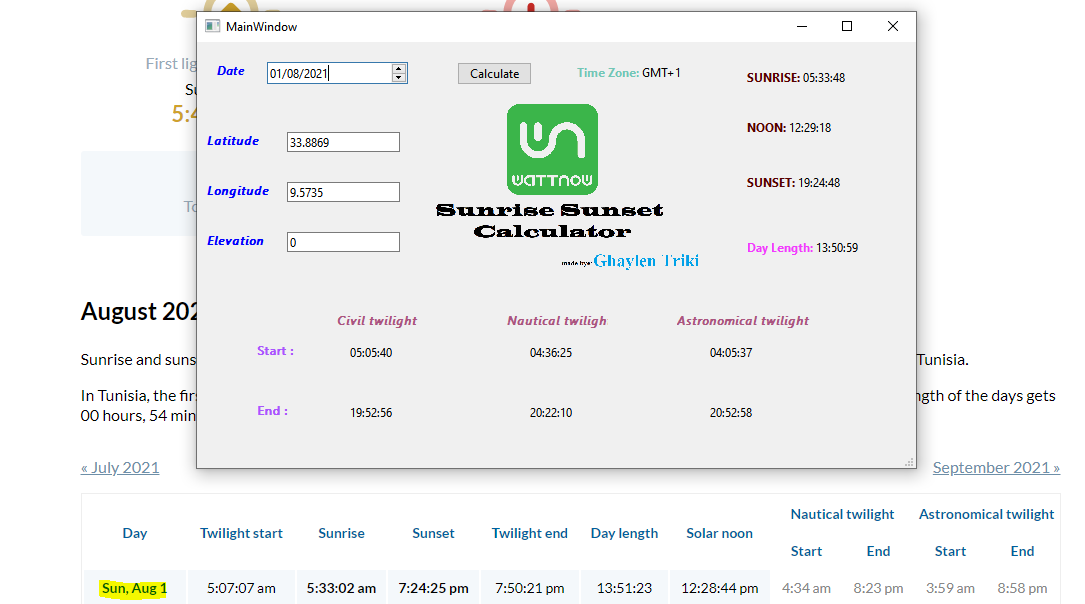 MainWindow
First lig
Date 01/08/2021 Calculate Time Zone: GMT+1 SUNRISE: 05:33:48
Su
5:4
NOON: 12:29:18
Latitude 33.8869
wattnow
SUNSET: 19:24:48
Longitude 9.5735
To
Sunrise Sunset
Calculator
Elevation 0
Day Length: 13:50:59
made bye: Ghaylen Triki
August 202
Civil twilight Nautical twiligh Astronomical twilight
Start : 05:05:40 04:36:25 04:05:37
Sunrise and suns Tunisia.
In Tunisia, the fir ngth of the days gets
End : 19:52:56 20:22:10 20:52:58
00 hours, 54 min
« July 2021 September 2021 »
Nautical twilight Astronomical twilight
Day Twilight start Sunrise Sunset Twilight end Day length Solar noon
Start End Start End
Sun, Aug 1 5:07:07 am 5:33:02 am 7:24:25 pm 7:50:21 pm 13:51:23 12:28:44 pm 4:34 am 8:23 pm 3:59 am 8:58 pm